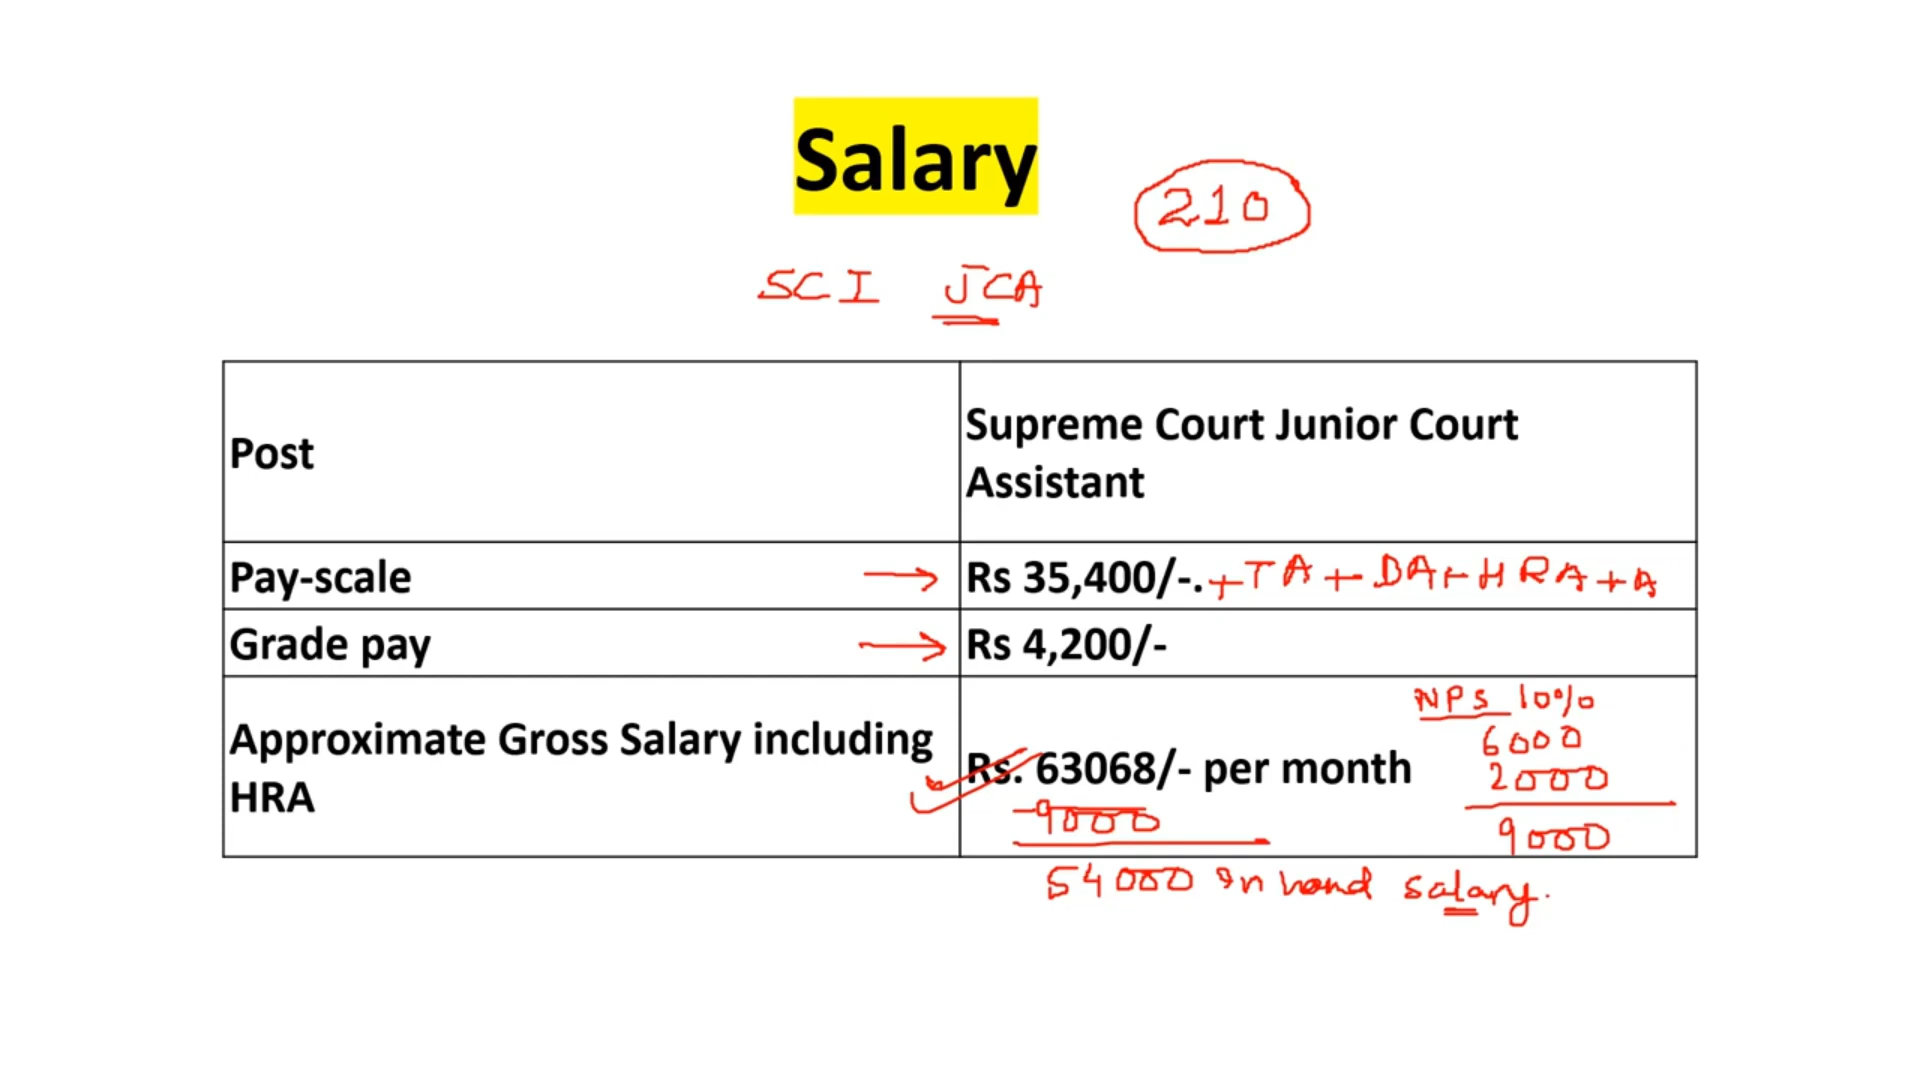 Salary
210
SCI JCA
Post
Supreme Court Junior Court
Assistant
Pay-scale → Rs 35,400/-. +TA + DA+ HRA + A
Grade pay → Rs 4,200/-
Approximate Gross Salary including
HRA
Rs. 63068/- per month
-9000
NPS 10%
6000
2000
9000
54000 In hand salary.